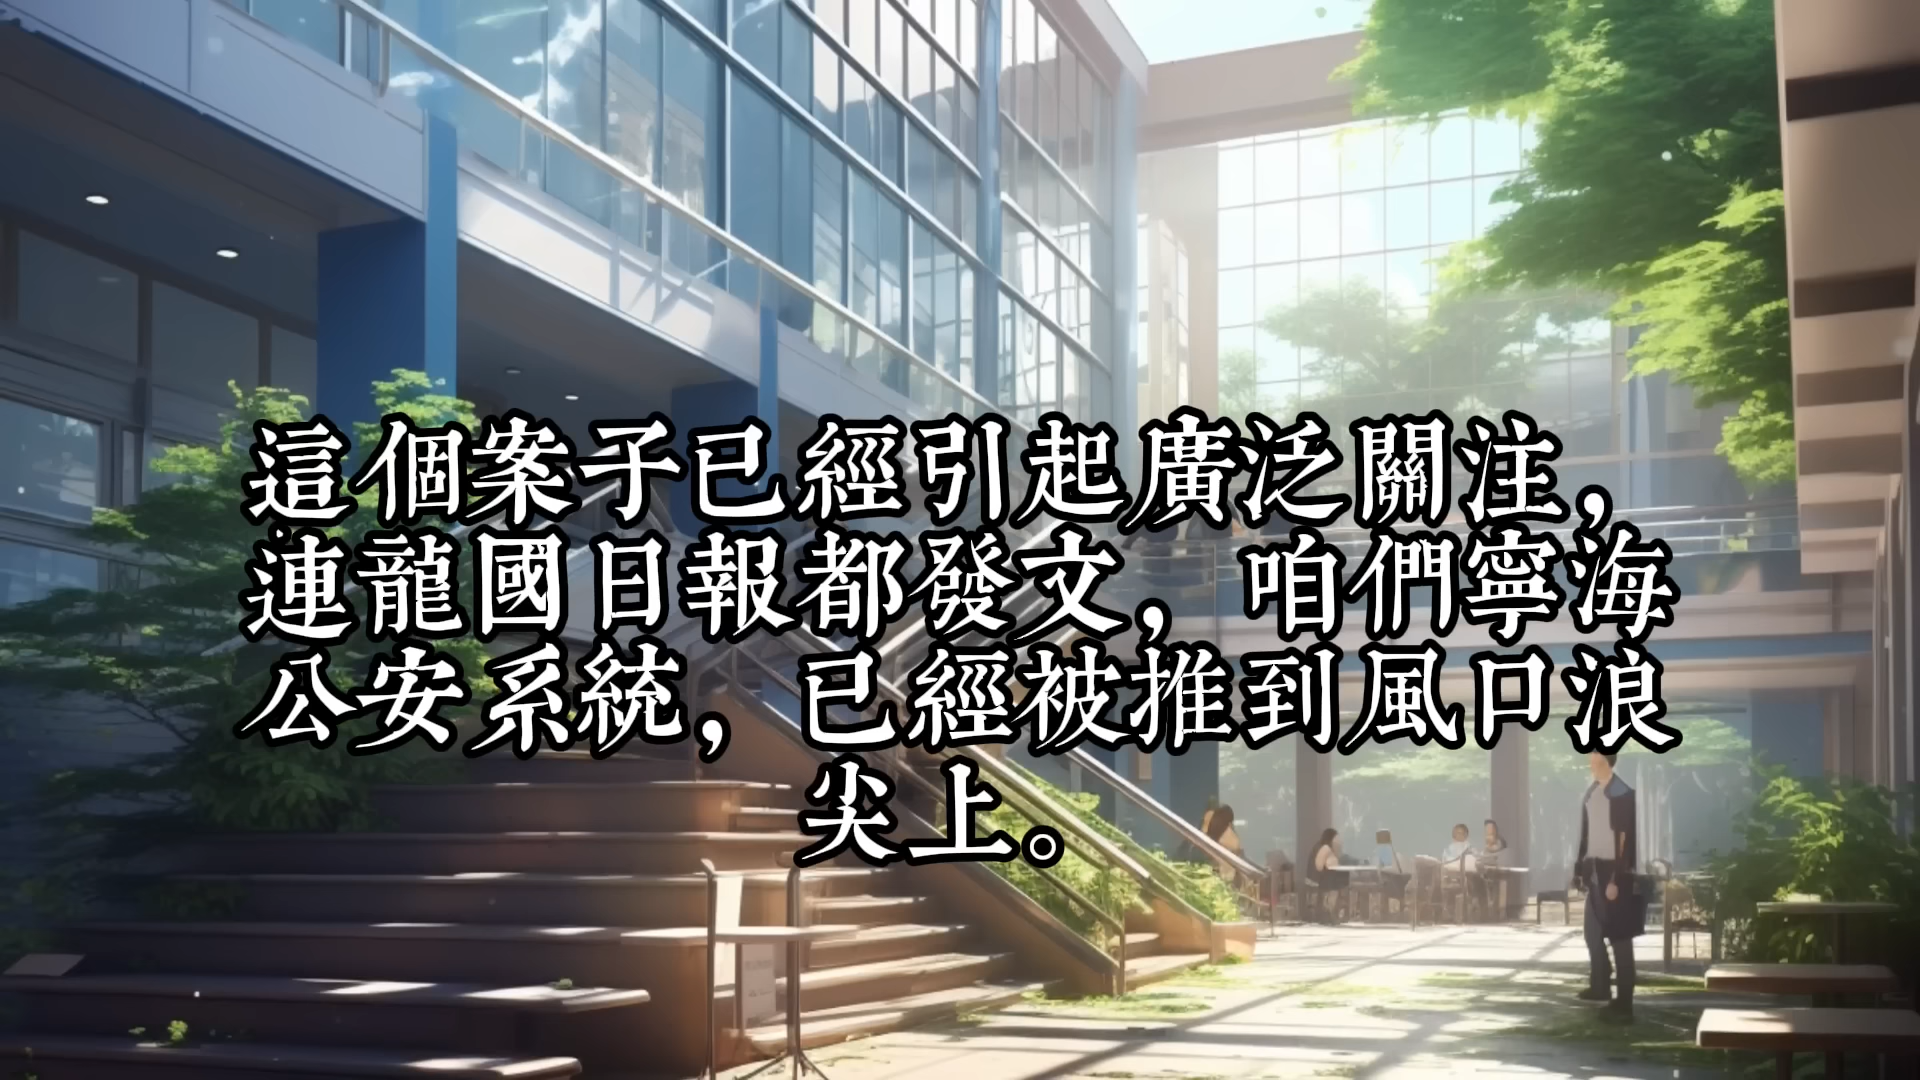 這個案子已經引起廣泛關注，
連龍國日報都發文，咱們寧海
公安系統，已經被推到風口浪
尖上。